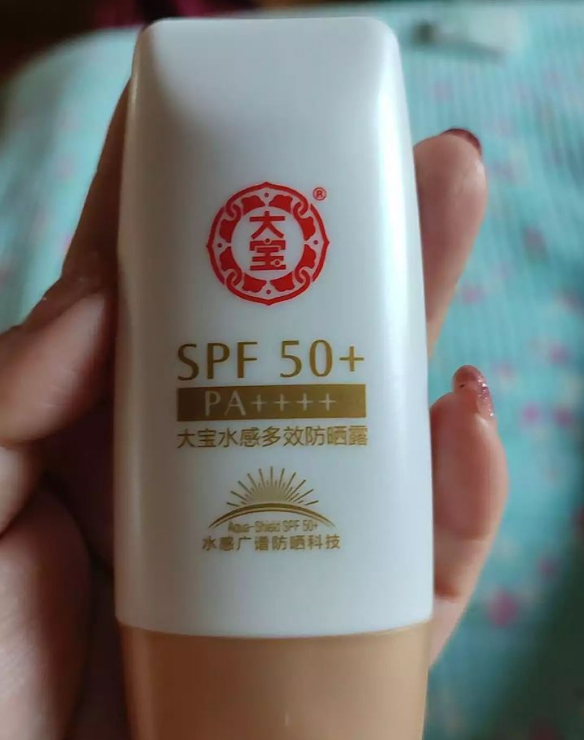 大宝
®
SPF 50+
PA++++
大宝水感多效防晒露
Aqua-Shield SPF 50+
水感广谱防晒科技